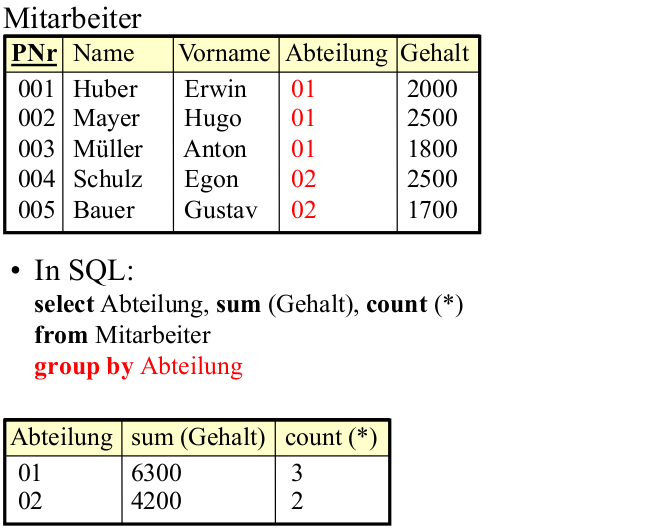 Mitarbeiter
PNr Name Vorname Abteilung Gehalt
001 Huber Erwin 01 2000
002 Mayer Hugo 01 2500
003 Müller Anton 01 1800
004 Schulz Egon 02 2500
005 Bauer Gustav 02 1700
• In SQL:
select Abteilung, sum (Gehalt), count (*)
from Mitarbeiter
group by Abteilung
Abteilung sum (Gehalt) count (*)
01 6300 3
02 4200 2